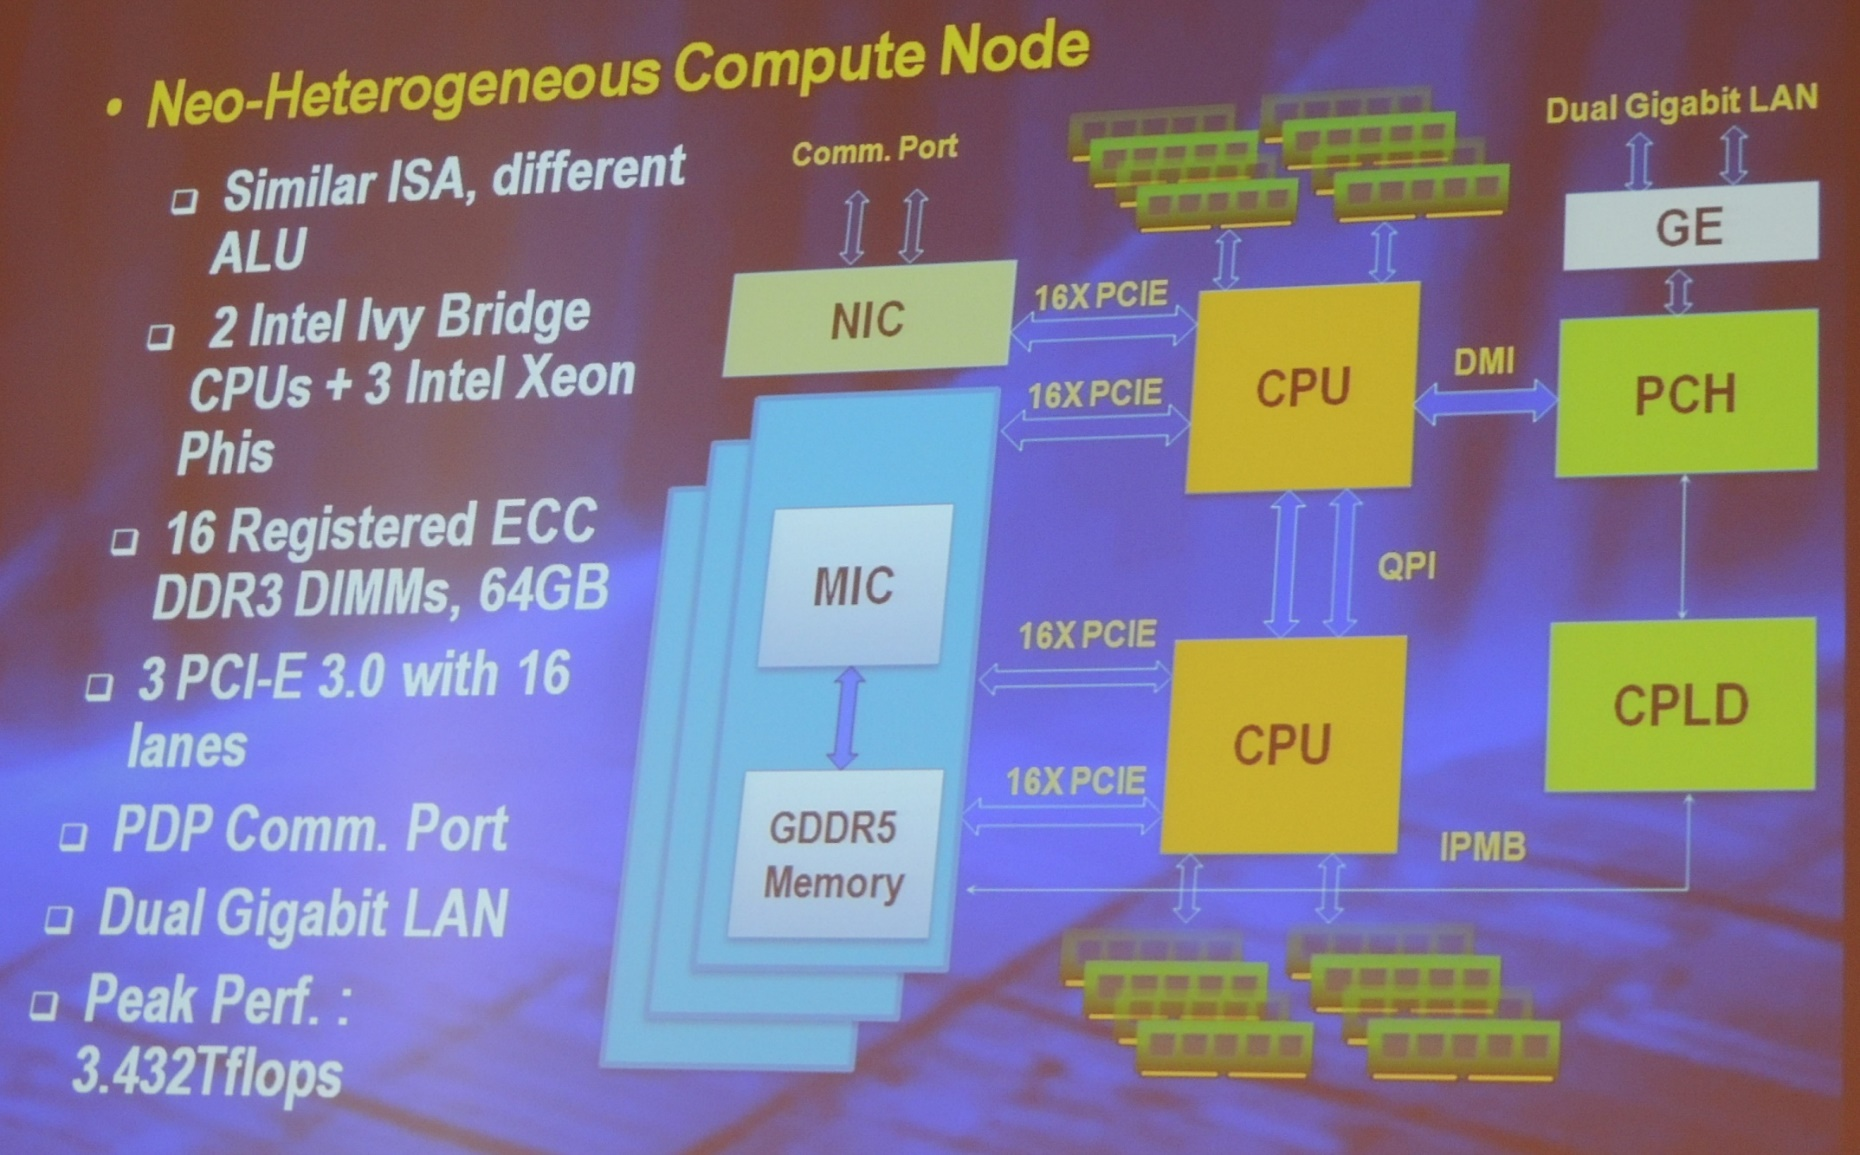 • Neo-Heterogeneous Compute Node
❑ Similar ISA, different
ALU
❑ 2 Intel Ivy Bridge
CPUs + 3 Intel Xeon
Phis
❑ 16 Registered ECC
DDR3 DIMMs, 64GB
❑ 3 PCI-E 3.0 with 16
lanes
❑ PDP Comm. Port
❑ Dual Gigabit LAN
❑ Peak Perf. :
3.432Tflops
Comm. Port
Dual Gigabit LAN
GE
NIC
16X PCIE
16X PCIE
CPU
DMI
PCH
MIC
QPI
16X PCIE
16X PCIE
CPU
CPLD
GDDR5
Memory
IPMB